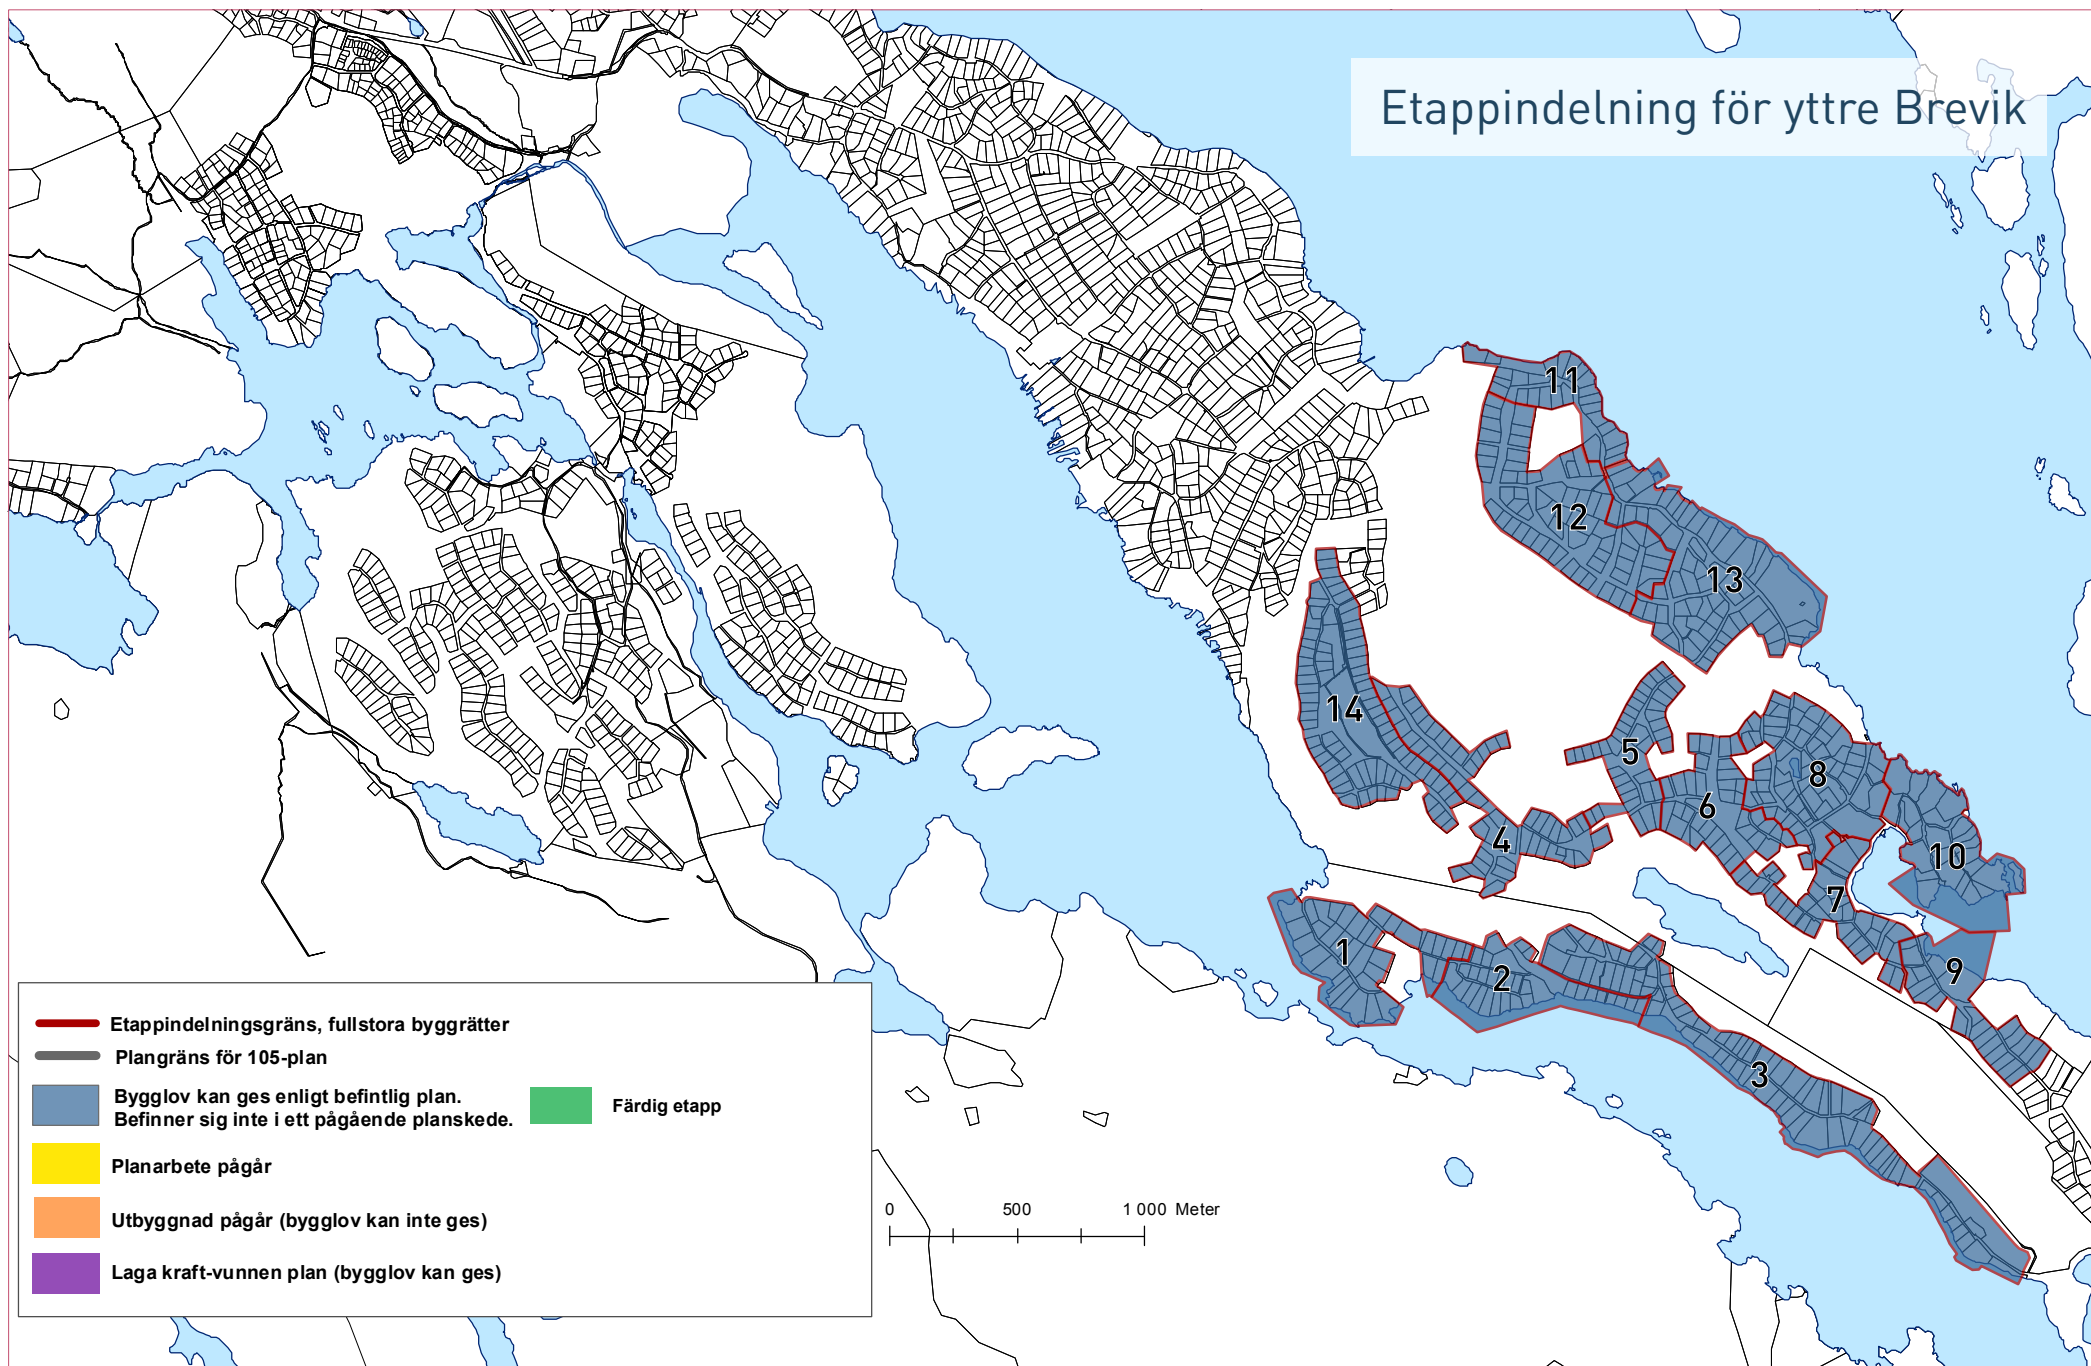 Etappindelning för yttre Brevik
11
12
13
14
5
8
6
4
10
7
1
9
2
3
Etappindelningsgräns, fullstora byggrätter
Plangräns för 105-plan
Bygglov kan ges enligt befintlig plan.
Befinner sig inte i ett pågående planskede.
Färdig etapp
Planarbete pågår
Utbyggnad pågår (bygglov kan inte ges)
Laga kraft-vunnen plan (bygglov kan ges)
0 500 1 000 Meter